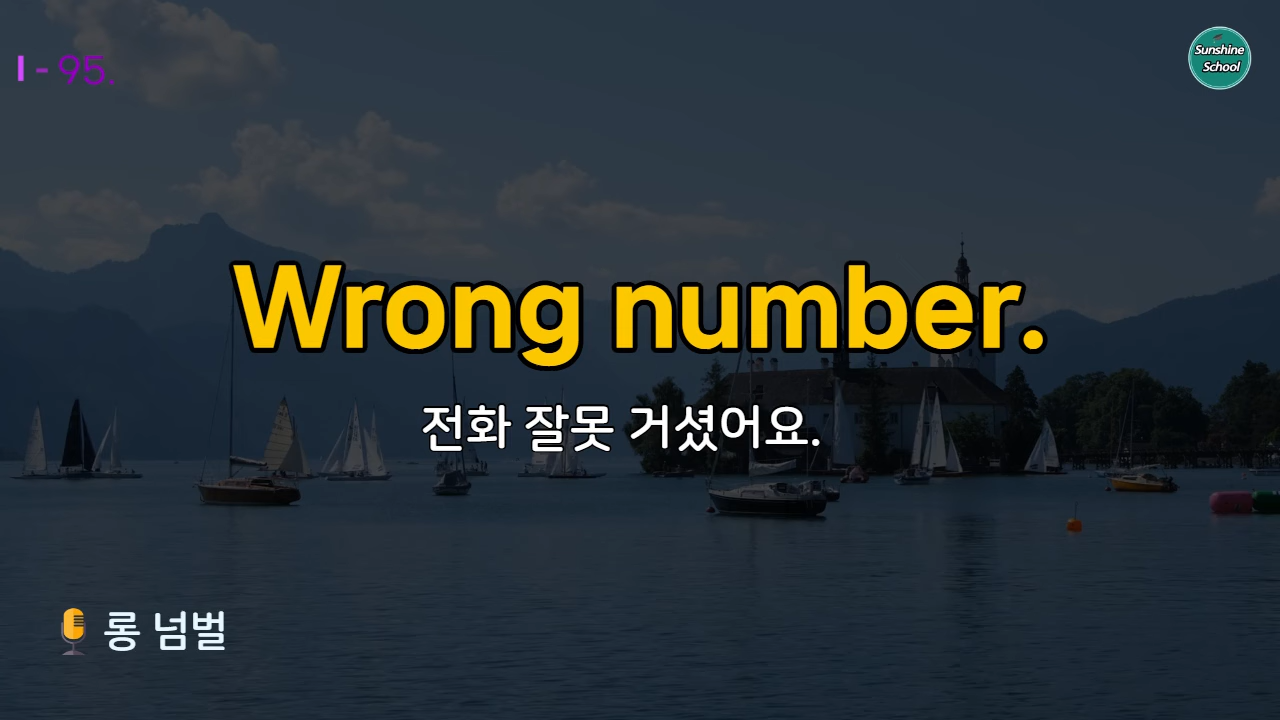 I - 95.
Sunshine
School
Wrong number.
전화 잘못 거셨어요.
롱 넘벌